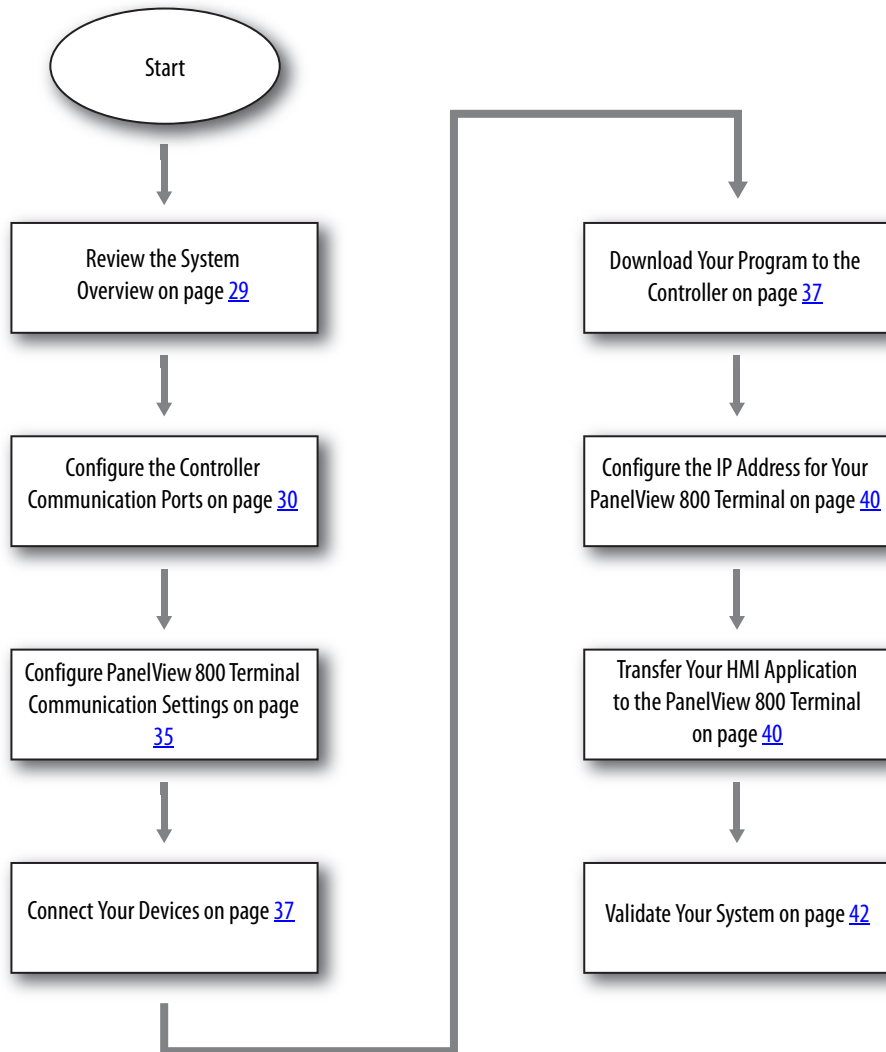 Start
Review the System
Overview on page 29
Configure the Controller
Communication Ports on page 30
Configure PanelView 800 Terminal
Communication Settings on page
35
Connect Your Devices on page 37
Download Your Program to the
Controller on page 37
Configure the IP Address for Your
PanelView 800 Terminal on page 40
Transfer Your HMI Application
to the PanelView 800 Terminal
on page 40
Validate Your System on page 42